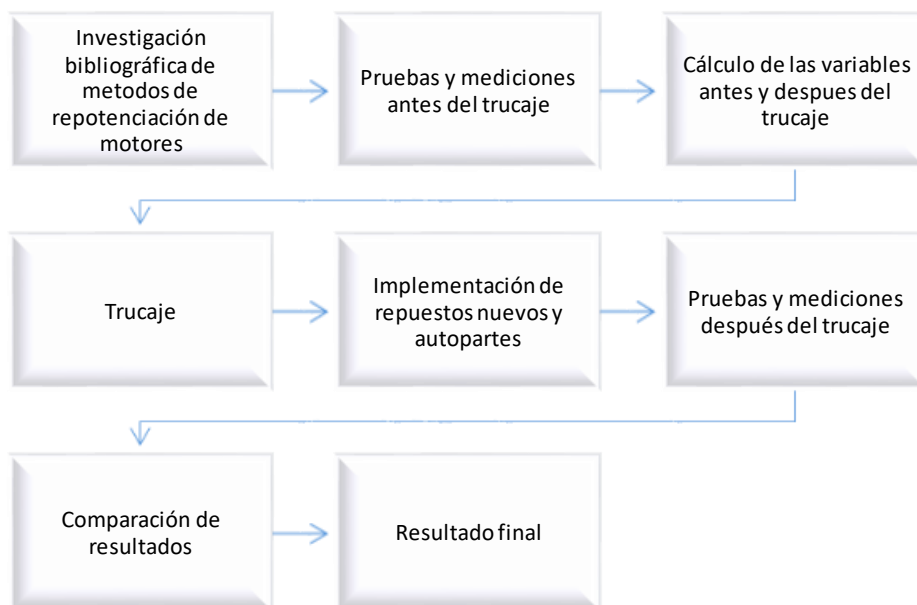 Investigación
bibliográfica de
metodos de
repotenciación de
motores
Pruebas y mediciones
antes del trucaje
Cálculo de las variables
antes y despues del
trucaje
Trucaje
Implementación de
repuestos nuevos y
autopartes
Pruebas y mediciones
después del trucaje
Comparación de
resultados
Resultado final